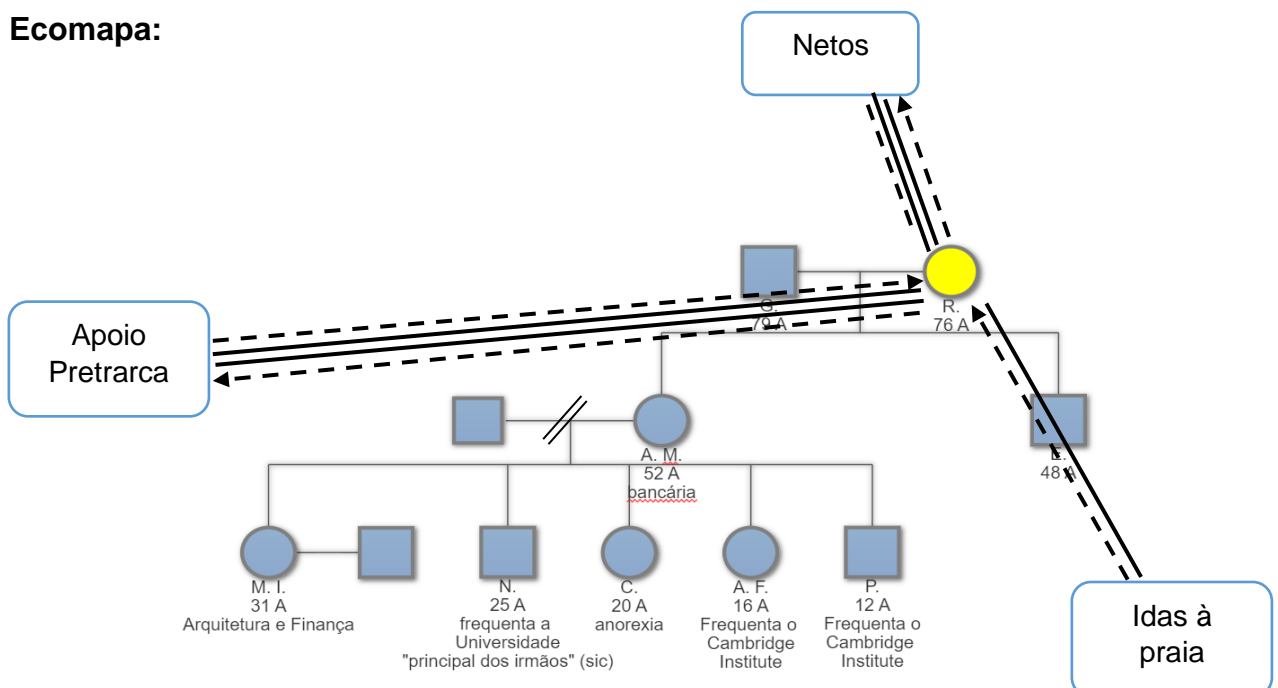 Ecomapa:
Netos
Apoio
Pretrarca
G.
79 A
R.
76 A
A. M.
52 A
bancária
E.
48 A
M. I.
31 A
Arquitetura e Finança
N.
25 A
frequenta a
Universidade
"principal dos irmãos" (sic)
C.
20 A
anorexia
A. F.
16 A
Frequenta o
Cambridge
Institute
P.
12 A
Frequenta o
Cambridge
Institute
Idas à
praia